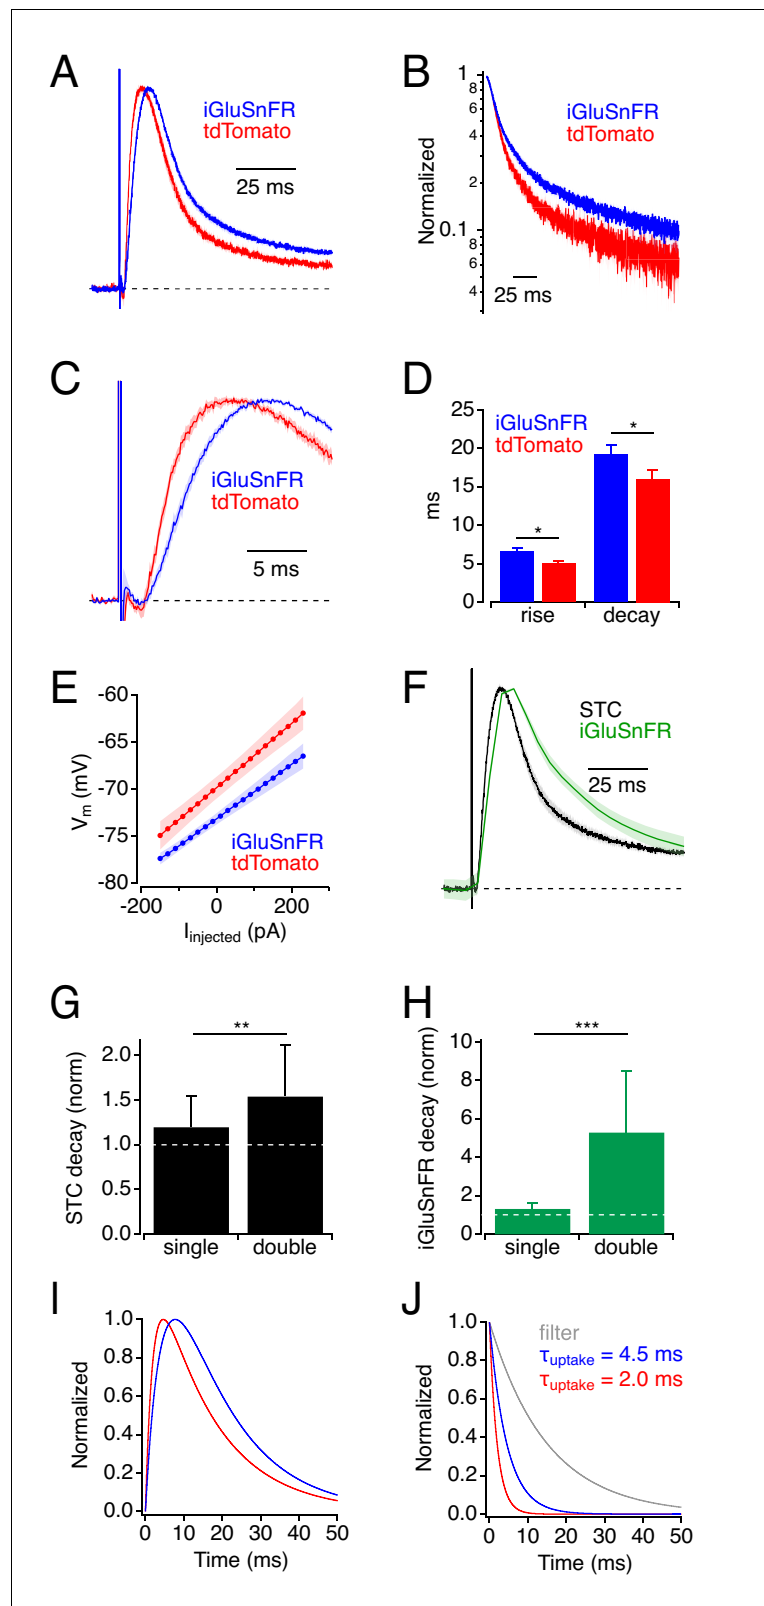 A
iGluSnFR
tdTomato
25 ms
B
iGluSnFR
tdTomato
Normalized
1
8
6
4
2
0.1
8
6
4
25 ms
C
iGluSnFR
tdTomato
5 ms
D
iGluSnFR
tdTomato
ms
25
20
15
10
5
0
*
*
rise decay
E
Vm (mV)
-60
-65
-70
-75
-80
iGluSnFR
tdTomato
-200 0 200
Iinjected (pA)
F
STC
iGluSnFR
25 ms
G
STC decay (norm)
**
2.0
1.5
1.0
0.5
0.0
single double
H
iGluSnFR decay (norm)
***
10
8
6
4
2
0
single double
I
Normalized
1.0
0.8
0.6
0.4
0.2
0.0
0 10 20 30 40 50
Time (ms)
J
Normalized
1.0
0.8
0.6
0.4
0.2
0.0
filter
τuptake = 4.5 ms
τuptake = 2.0 ms
0 10 20 30 40 50
Time (ms)